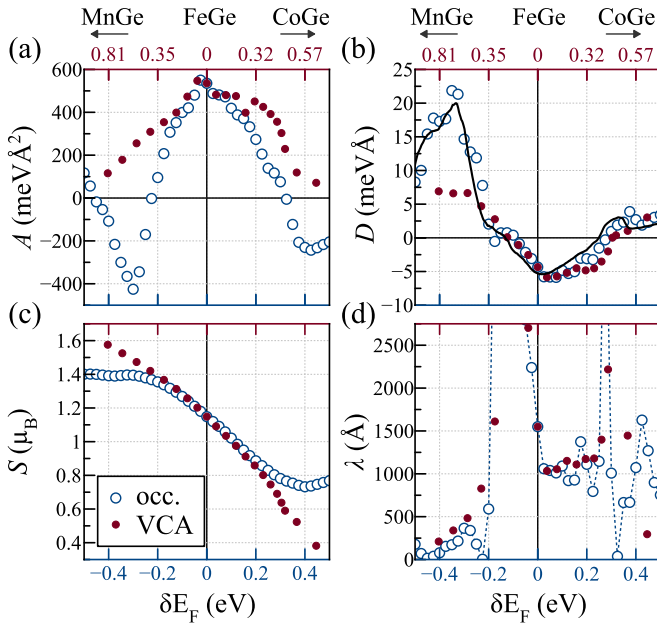 MnGe FeGe CoGe MnGe FeGe CoGe
(a) 0.81 0.35 0 0.32 0.57 (b) 0.81 0.35 0 0.32 0.57
600
400
200
0
−200
−400
A (meVÅ²)
25
20
15
10
5
0
−5
−10
D (meVÅ)
(c)
1.6
1.4
1.2
1.0
0.8
0.6
0.4
S (μB)
occ.
VCA
−0.4 −0.2 0 0.2 0.4
δEF (eV)
(d)
2500
2000
1500
1000
500
0
λ (Å)
−0.4 −0.2 0 0.2 0.4
δEF (eV)